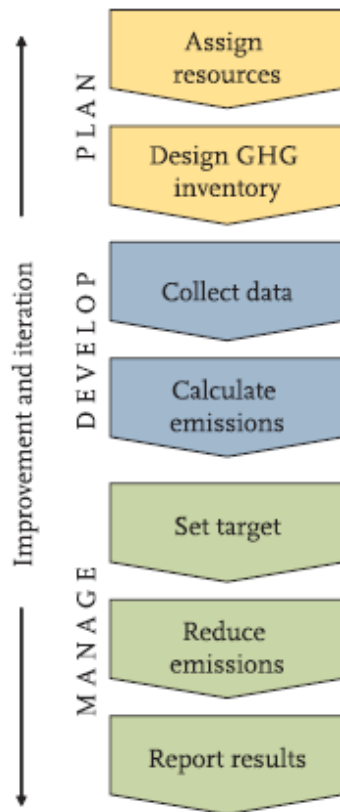 Improvement and iteration
PLAN
Assign
resources
Design GHG
inventory
DEVELOP
Collect data
Calculate
emissions
MANAGE
Set target
Reduce
emissions
Report results